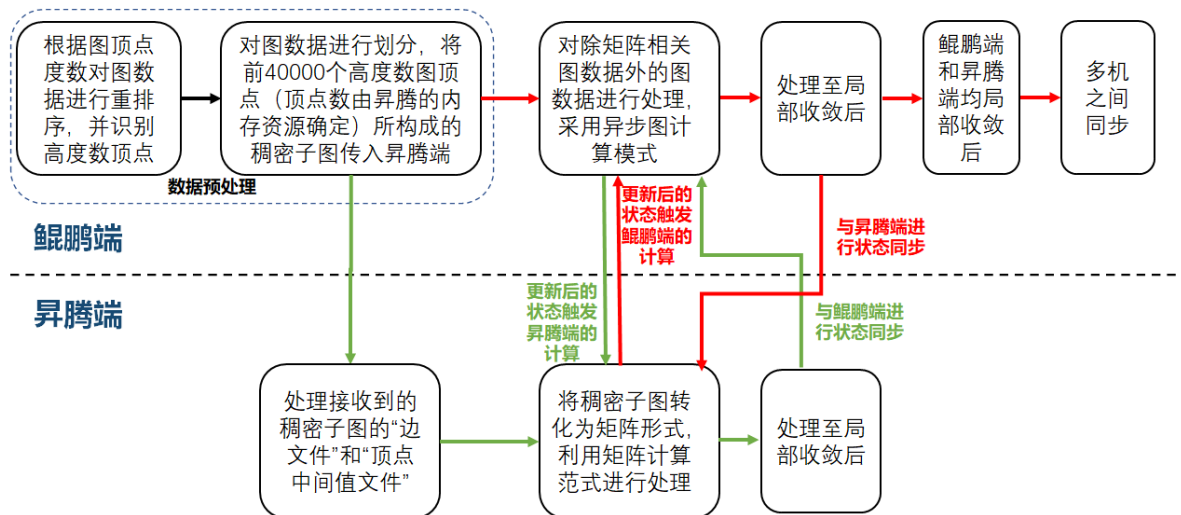 根据图顶点
度数对图数
据进行重排
序，并识别
高度数顶点
对图数据进行划分，将
前40000个高度数图顶
点（顶点数由昇腾的内
存资源确定）所构成的
稠密子图传入昇腾端
数据预处理
对除矩阵相关
图数据外的图
数据进行处理，
采用异步图计
算模式
处理至局
部收敛后
鲲鹏端
和昇腾
端均局
部收敛
后
多机
之间
同步
鲲鹏端
更新后的
状态触发
鲲鹏端的
计算
与昇腾端进
行状态同步
昇腾端
更新后的
状态触发
昇腾端的
计算
与鲲鹏端进
行状态同步
处理接收到的
稠密子图的“边
文件”和“顶点
中间值文件”
将稠密子图转
化为矩阵形式，
利用矩阵计算
范式进行处理
处理至局
部收敛后